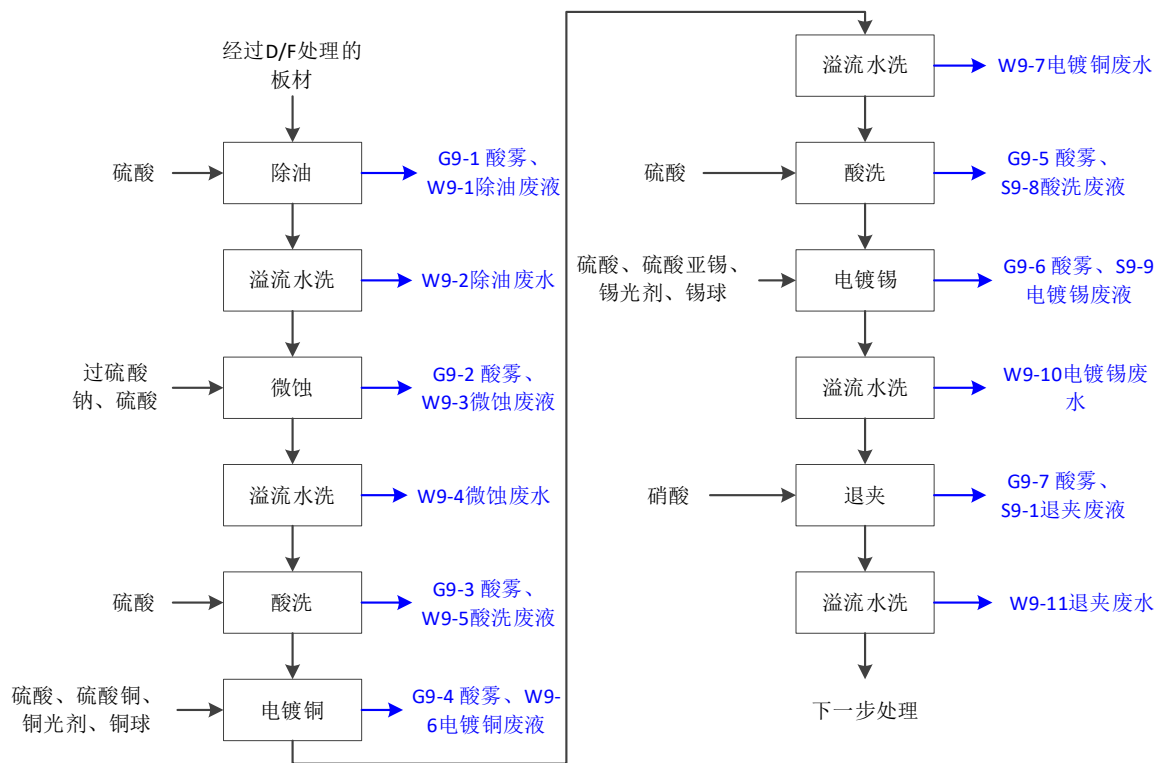 经过D/F处理的
板材
硫酸
除油
G9-1 酸雾、
W9-1除油废液
溢流水洗
W9-2除油废水
过硫酸
钠、硫酸
微蚀
G9-2 酸雾、
W9-3微蚀废液
溢流水洗
W9-4微蚀废水
硫酸
酸洗
G9-3 酸雾、
W9-5酸洗废液
硫酸、硫酸铜、
铜光剂、铜球
电镀铜
G9-4 酸雾、W9-
6电镀铜废液
溢流水洗
W9-7电镀铜废水
硫酸
酸洗
G9-5 酸雾、
S9-8酸洗废液
硫酸、硫酸亚锡、
锡光剂、锡球
电镀锡
G9-6 酸雾、S9-9
电镀锡废液
溢流水洗
W9-10电镀锡废
水
硝酸
退夹
G9-7 酸雾、
S9-1退夹废液
溢流水洗
W9-11退夹废水
下一步处理